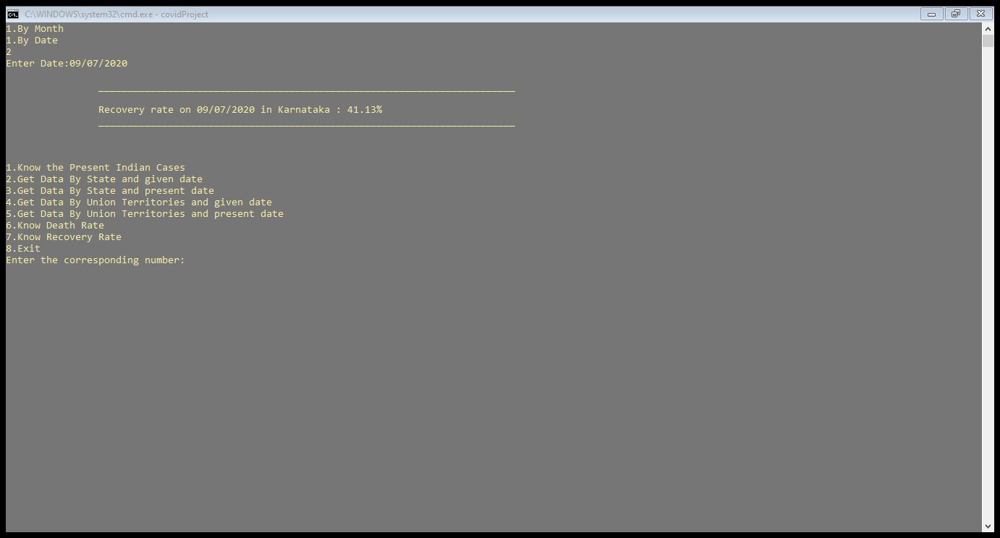 C:\WINDOWS\system32\cmd.exe - covidProject
1.By Month
1.By Date
2
Enter Date:09/07/2020
Recovery rate on 09/07/2020 in Karnataka : 41.13%
1.Know the Present Indian Cases
2.Get Data By State and given date
3.Get Data By State and present date
4.Get Data By Union Territories and given date
5.Get Data By Union Territories and present date
6.Know Death Rate
7.Know Recovery Rate
8.Exit
Enter the corresponding number: